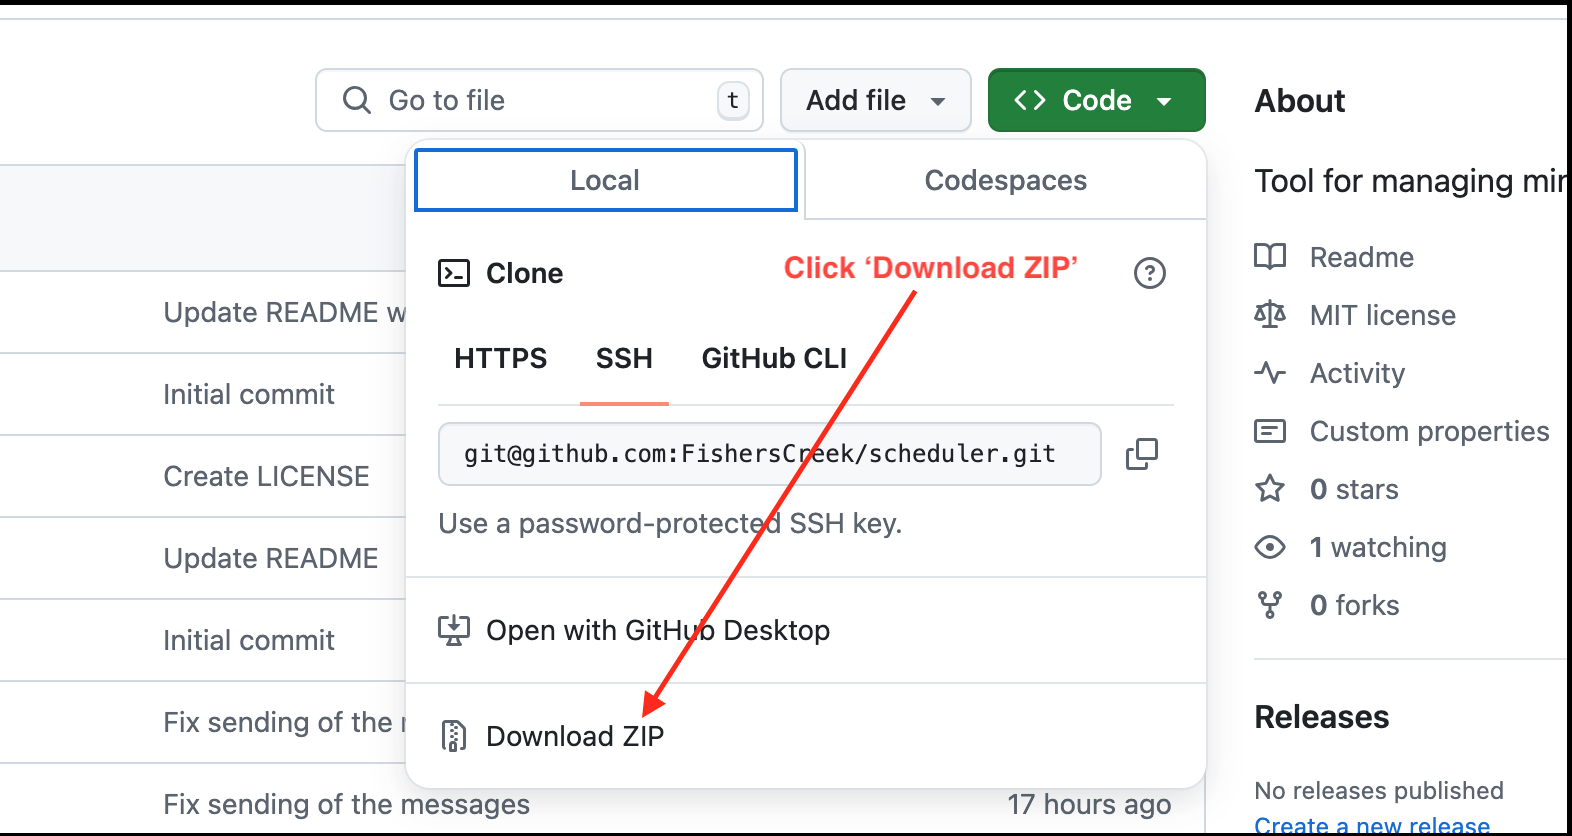 Go to file
t
Add file
Code
About
Local
Codespaces
Tool for managing
Clone
Click ‘Download ZIP’
Readme
Update README
MIT license
HTTPS
SSH
GitHub CLI
Activity
Initial commit
Custom properties
git@github.com:FishersCreek/scheduler.git
Create LICENSE
0 stars
Use a password-protected SSH key.
1 watching
Update README
0 forks
Open with GitHub Desktop
Initial commit
Fix sending of the
Download ZIP
Releases
Fix sending of the messages
17 hours ago
No releases published
Create a new release